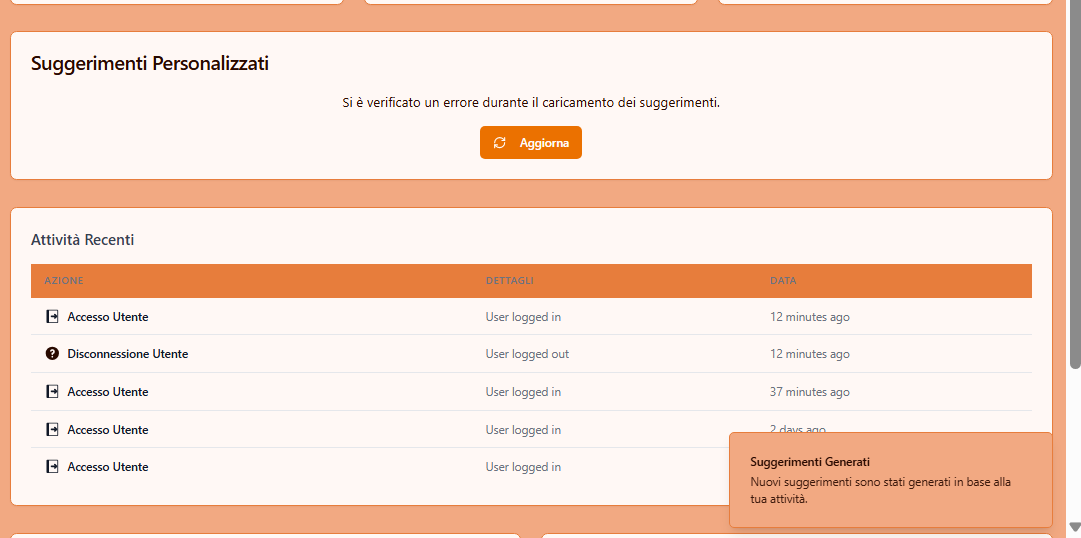 Suggerimenti Personalizzati
Si è verificato un errore durante il caricamento dei suggerimenti.
Aggiorna
Attività Recenti
AZIONE DETTAGLI DATA
Accesso Utente User logged in 12 minutes ago
Disconnessione Utente User logged out 12 minutes ago
Accesso Utente User logged in 37 minutes ago
Accesso Utente User logged in 2 days ago
Accesso Utente User logged in
Suggerimenti Generati
Nuovi suggerimenti sono stati generati in base alla
tua attività.